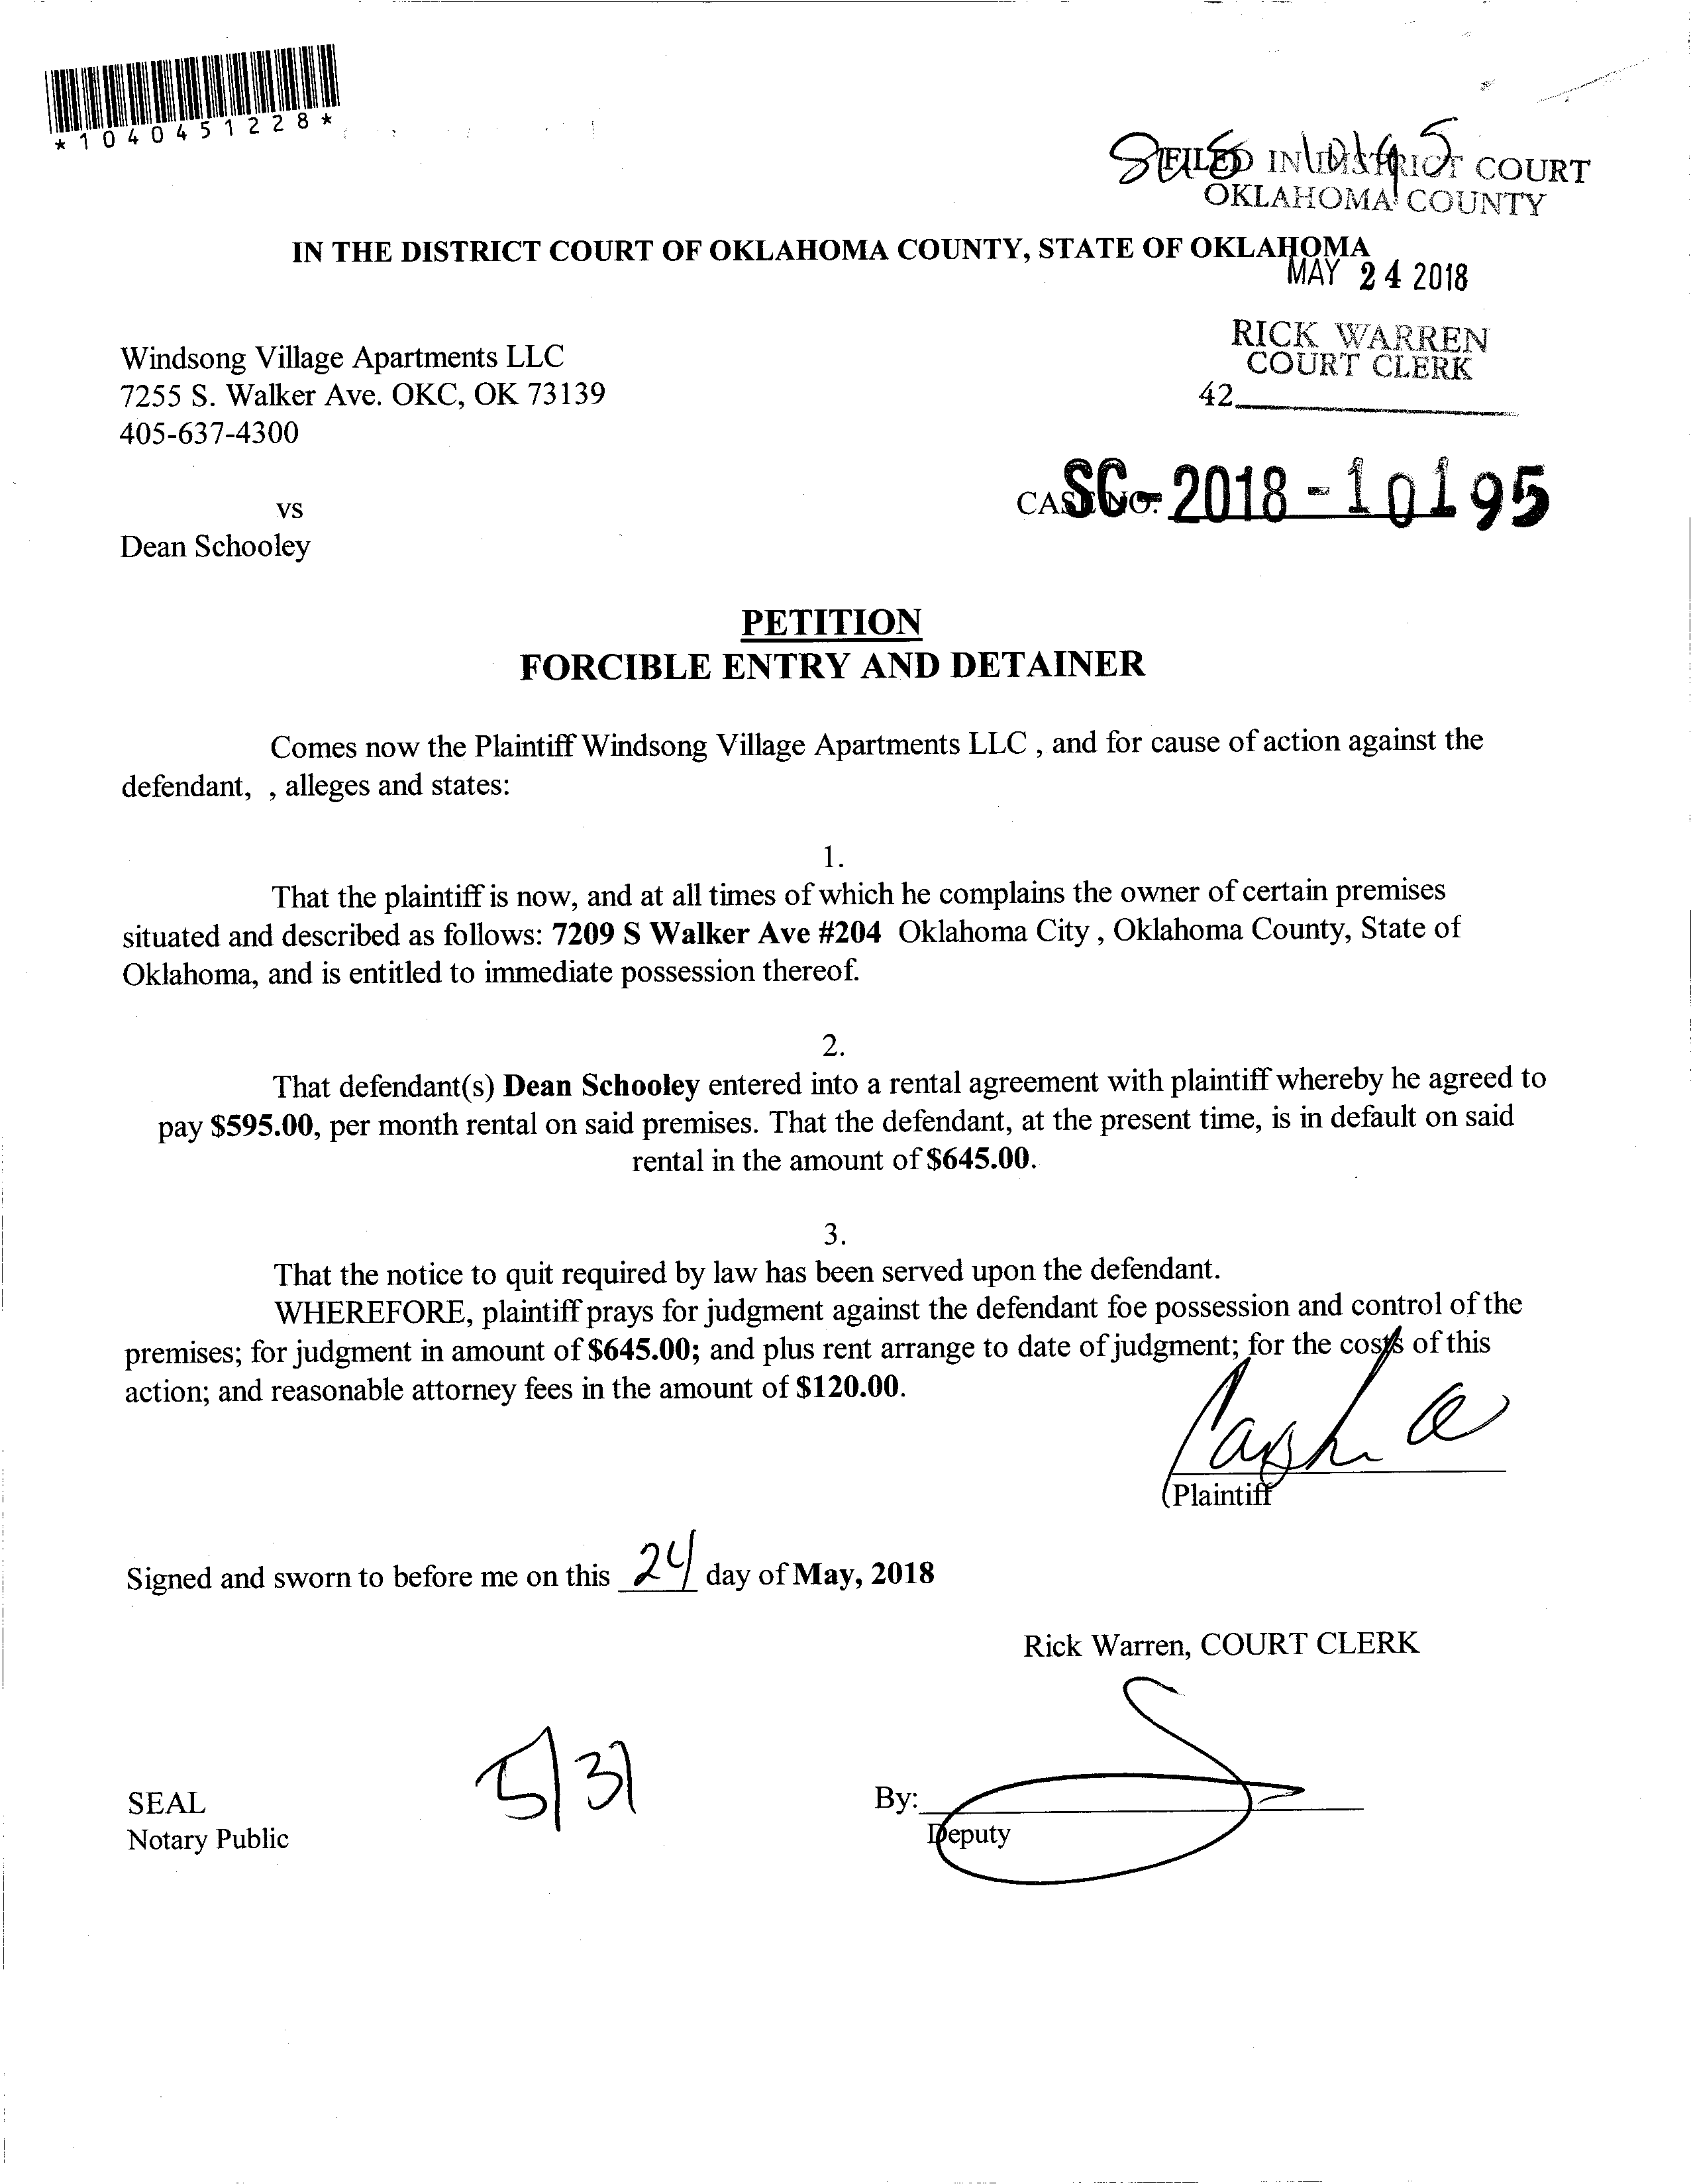 *1040451228*
FILED IN DISTRICT COURT
OKLAHOMA COUNTY
IN THE DISTRICT COURT OF OKLAHOMA COUNTY, STATE OF OKLAHOMA
MAY 24 2018
RICK WARREN
COURT CLERK
42
Windsong Village Apartments LLC
7255 S. Walker Ave. OKC, OK 73139
405-637-4300
CASE NO. SC-2018-10195
vs
Dean Schooley
PETITION
FORCIBLE ENTRY AND DETAINER
Comes now the Plaintiff Windsong Village Apartments LLC , and for cause of action against the
defendant, , alleges and states:
1.
That the plaintiff is now, and at all times of which he complains the owner of certain premises
situated and described as follows: 7209 S Walker Ave #204 Oklahoma City , Oklahoma County, State of
Oklahoma, and is entitled to immediate possession thereof.
2.
That defendant(s) Dean Schooley entered into a rental agreement with plaintiff whereby he agreed to
pay $595.00, per month rental on said premises. That the defendant, at the present time, is in default on said
rental in the amount of $645.00.
3.
That the notice to quit required by law has been served upon the defendant.
WHEREFORE, plaintiff prays for judgment against the defendant foe possession and control of the
premises; for judgment in amount of $645.00; and plus rent arrange to date of judgment; for the costs of this
action; and reasonable attorney fees in the amount of $120.00.
(Plaintiff
Signed and sworn to before me on this 24 day of May, 2018
Rick Warren, COURT CLERK
5/31
SEAL
By:
Notary Public
Deputy